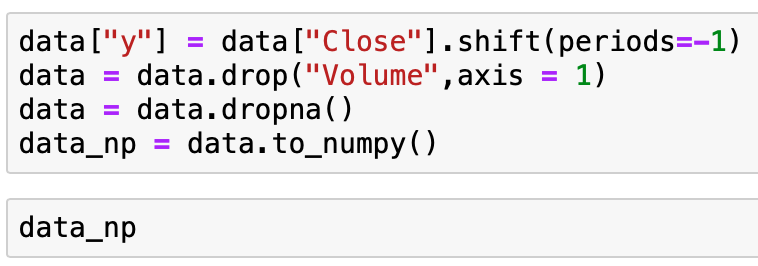 data["y"] = data["Close"].shift(periods=-1)
data = data.drop("Volume",axis = 1)
data = data.dropna()
data_np = data.to_numpy()
data_np